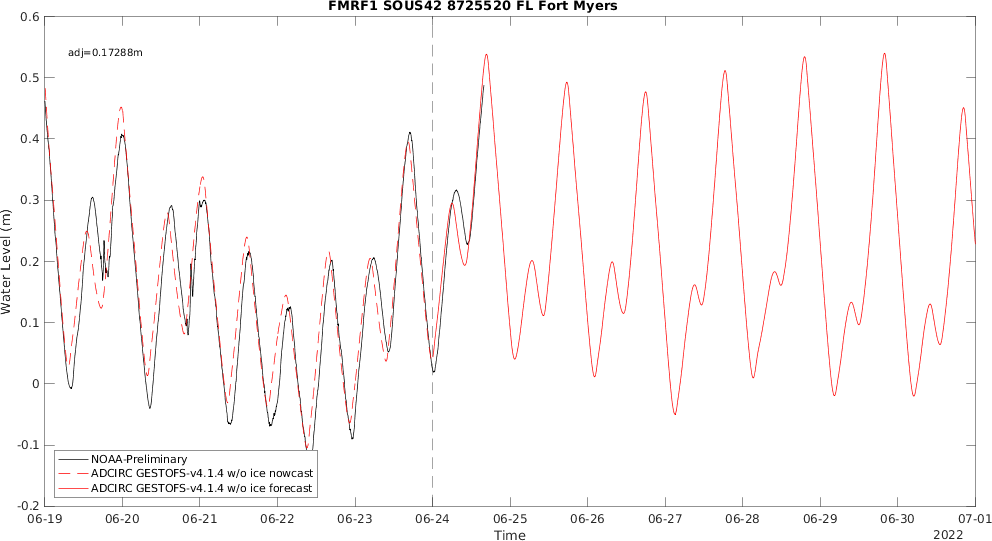 FMRF1 SOUS42 8725520 FL Fort Myers
adj=0.17288m
0.6
0.5
0.4
0.3
0.2
0.1
0
-0.1
-0.2
Water Level (m)
NOAA-Preliminary
ADCIRC GESTOFS-v4.1.4 w/o ice nowcast
ADCIRC GESTOFS-v4.1.4 w/o ice forecast
06-19 06-20 06-21 06-22 06-23 06-24 06-25 06-26 06-27 06-28 06-29 06-30 07-01
Time
2022